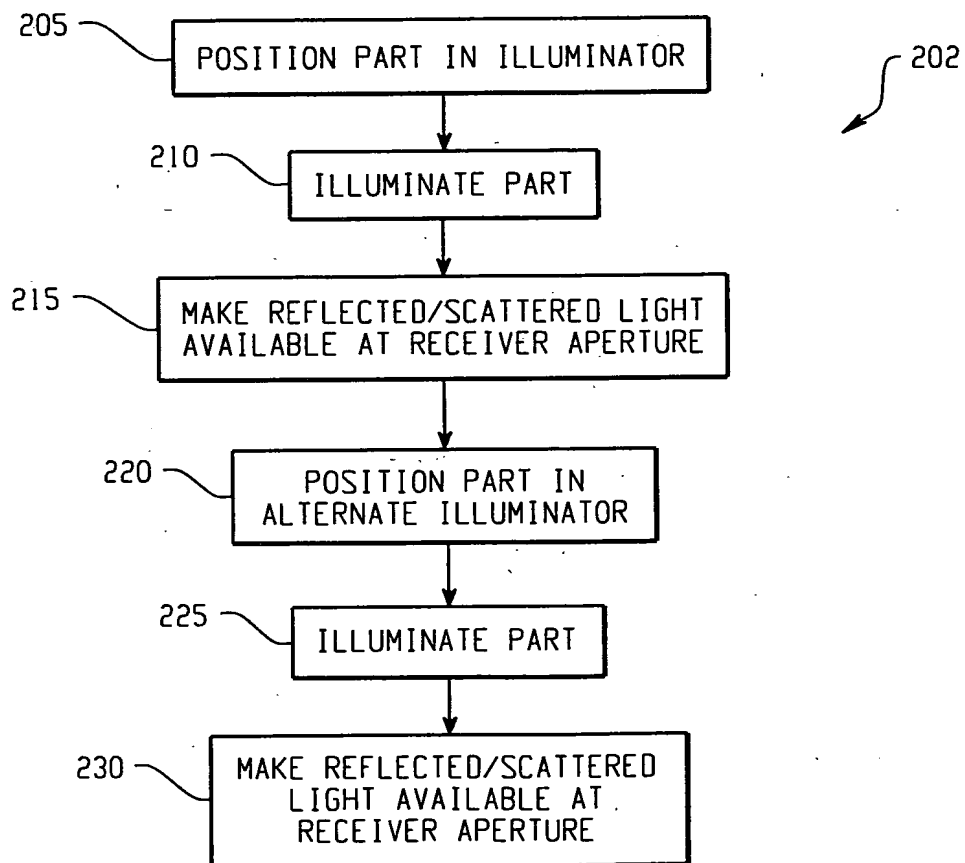 205
POSITION PART IN ILLUMINATOR
202
210
ILLUMINATE PART
215
MAKE REFLECTED/SCATTERED LIGHT
AVAILABLE AT RECEIVER APERTURE
220
POSITION PART IN
ALTERNATE ILLUMINATOR
225
ILLUMINATE PART
230
MAKE REFLECTED/SCATTERED
LIGHT AVAILABLE AT
RECEIVER APERTURE